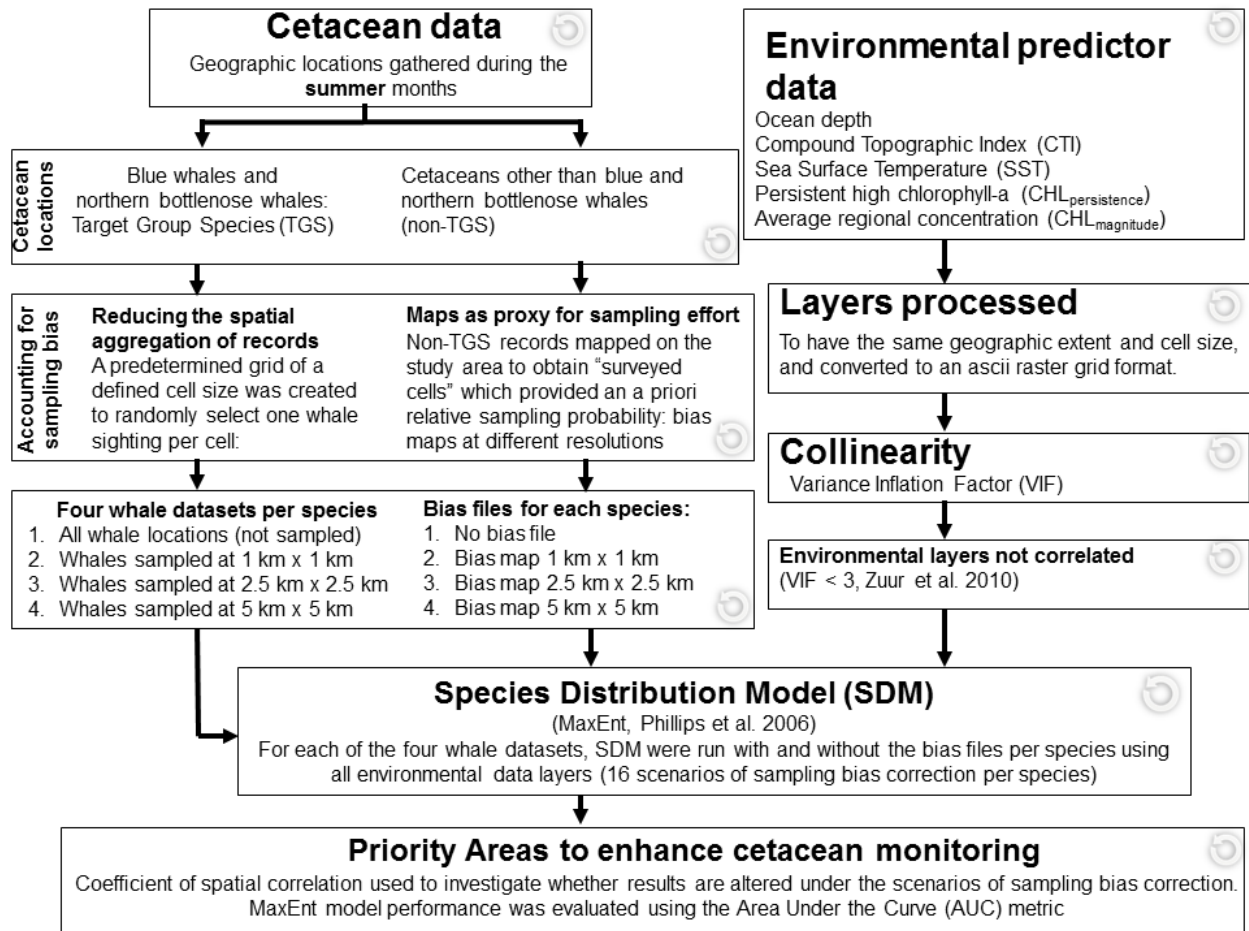 Cetacean data
Geographic locations gathered during the
summer months
Environmental predictor
data
Ocean depth
Compound Topographic Index (CTI)
Sea Surface Temperature (SST)
Persistent high chlorophyll-a (CHLpersistence)
Average regional concentration (CHLmagnitude)
Cetacean
locations
Blue whales and
northern bottlenose whales:
Target Group Species (TGS)
Cetaceans other than blue and
northern bottlenose whales
(non-TGS)
Accounting for
sampling bias
Reducing the spatial
aggregation of records
A predetermined grid of a
defined cell size was created
to randomly select one whale
sighting per cell:
Maps as proxy for sampling effort
Non-TGS records mapped on the
study area to obtain “surveyed
cells” which provided an a priori
relative sampling probability: bias
maps at different resolutions
Layers processed
To have the same geographic extent and cell size,
and converted to an ascii raster grid format.
Collinearity
Variance Inflation Factor (VIF)
Four whale datasets per species
1. All whale locations (not sampled)
2. Whales sampled at 1 km x 1 km
3. Whales sampled at 2.5 km x 2.5 km
4. Whales sampled at 5 km x 5 km
Bias files for each species:
1. No bias file
2. Bias map 1 km x 1 km
3. Bias map 2.5 km x 2.5 km
4. Bias map 5 km x 5 km
Environmental layers not correlated
(VIF < 3, Zuur et al. 2010)
Species Distribution Model (SDM)
(MaxEnt, Phillips et al. 2006)
For each of the four whale datasets, SDM were run with and without the bias files per species using
all environmental data layers (16 scenarios of sampling bias correction per species)
Priority Areas to enhance cetacean monitoring
Coefficient of spatial correlation used to investigate whether results are altered under the scenarios of sampling bias correction.
MaxEnt model performance was evaluated using the Area Under the Curve (AUC) metric